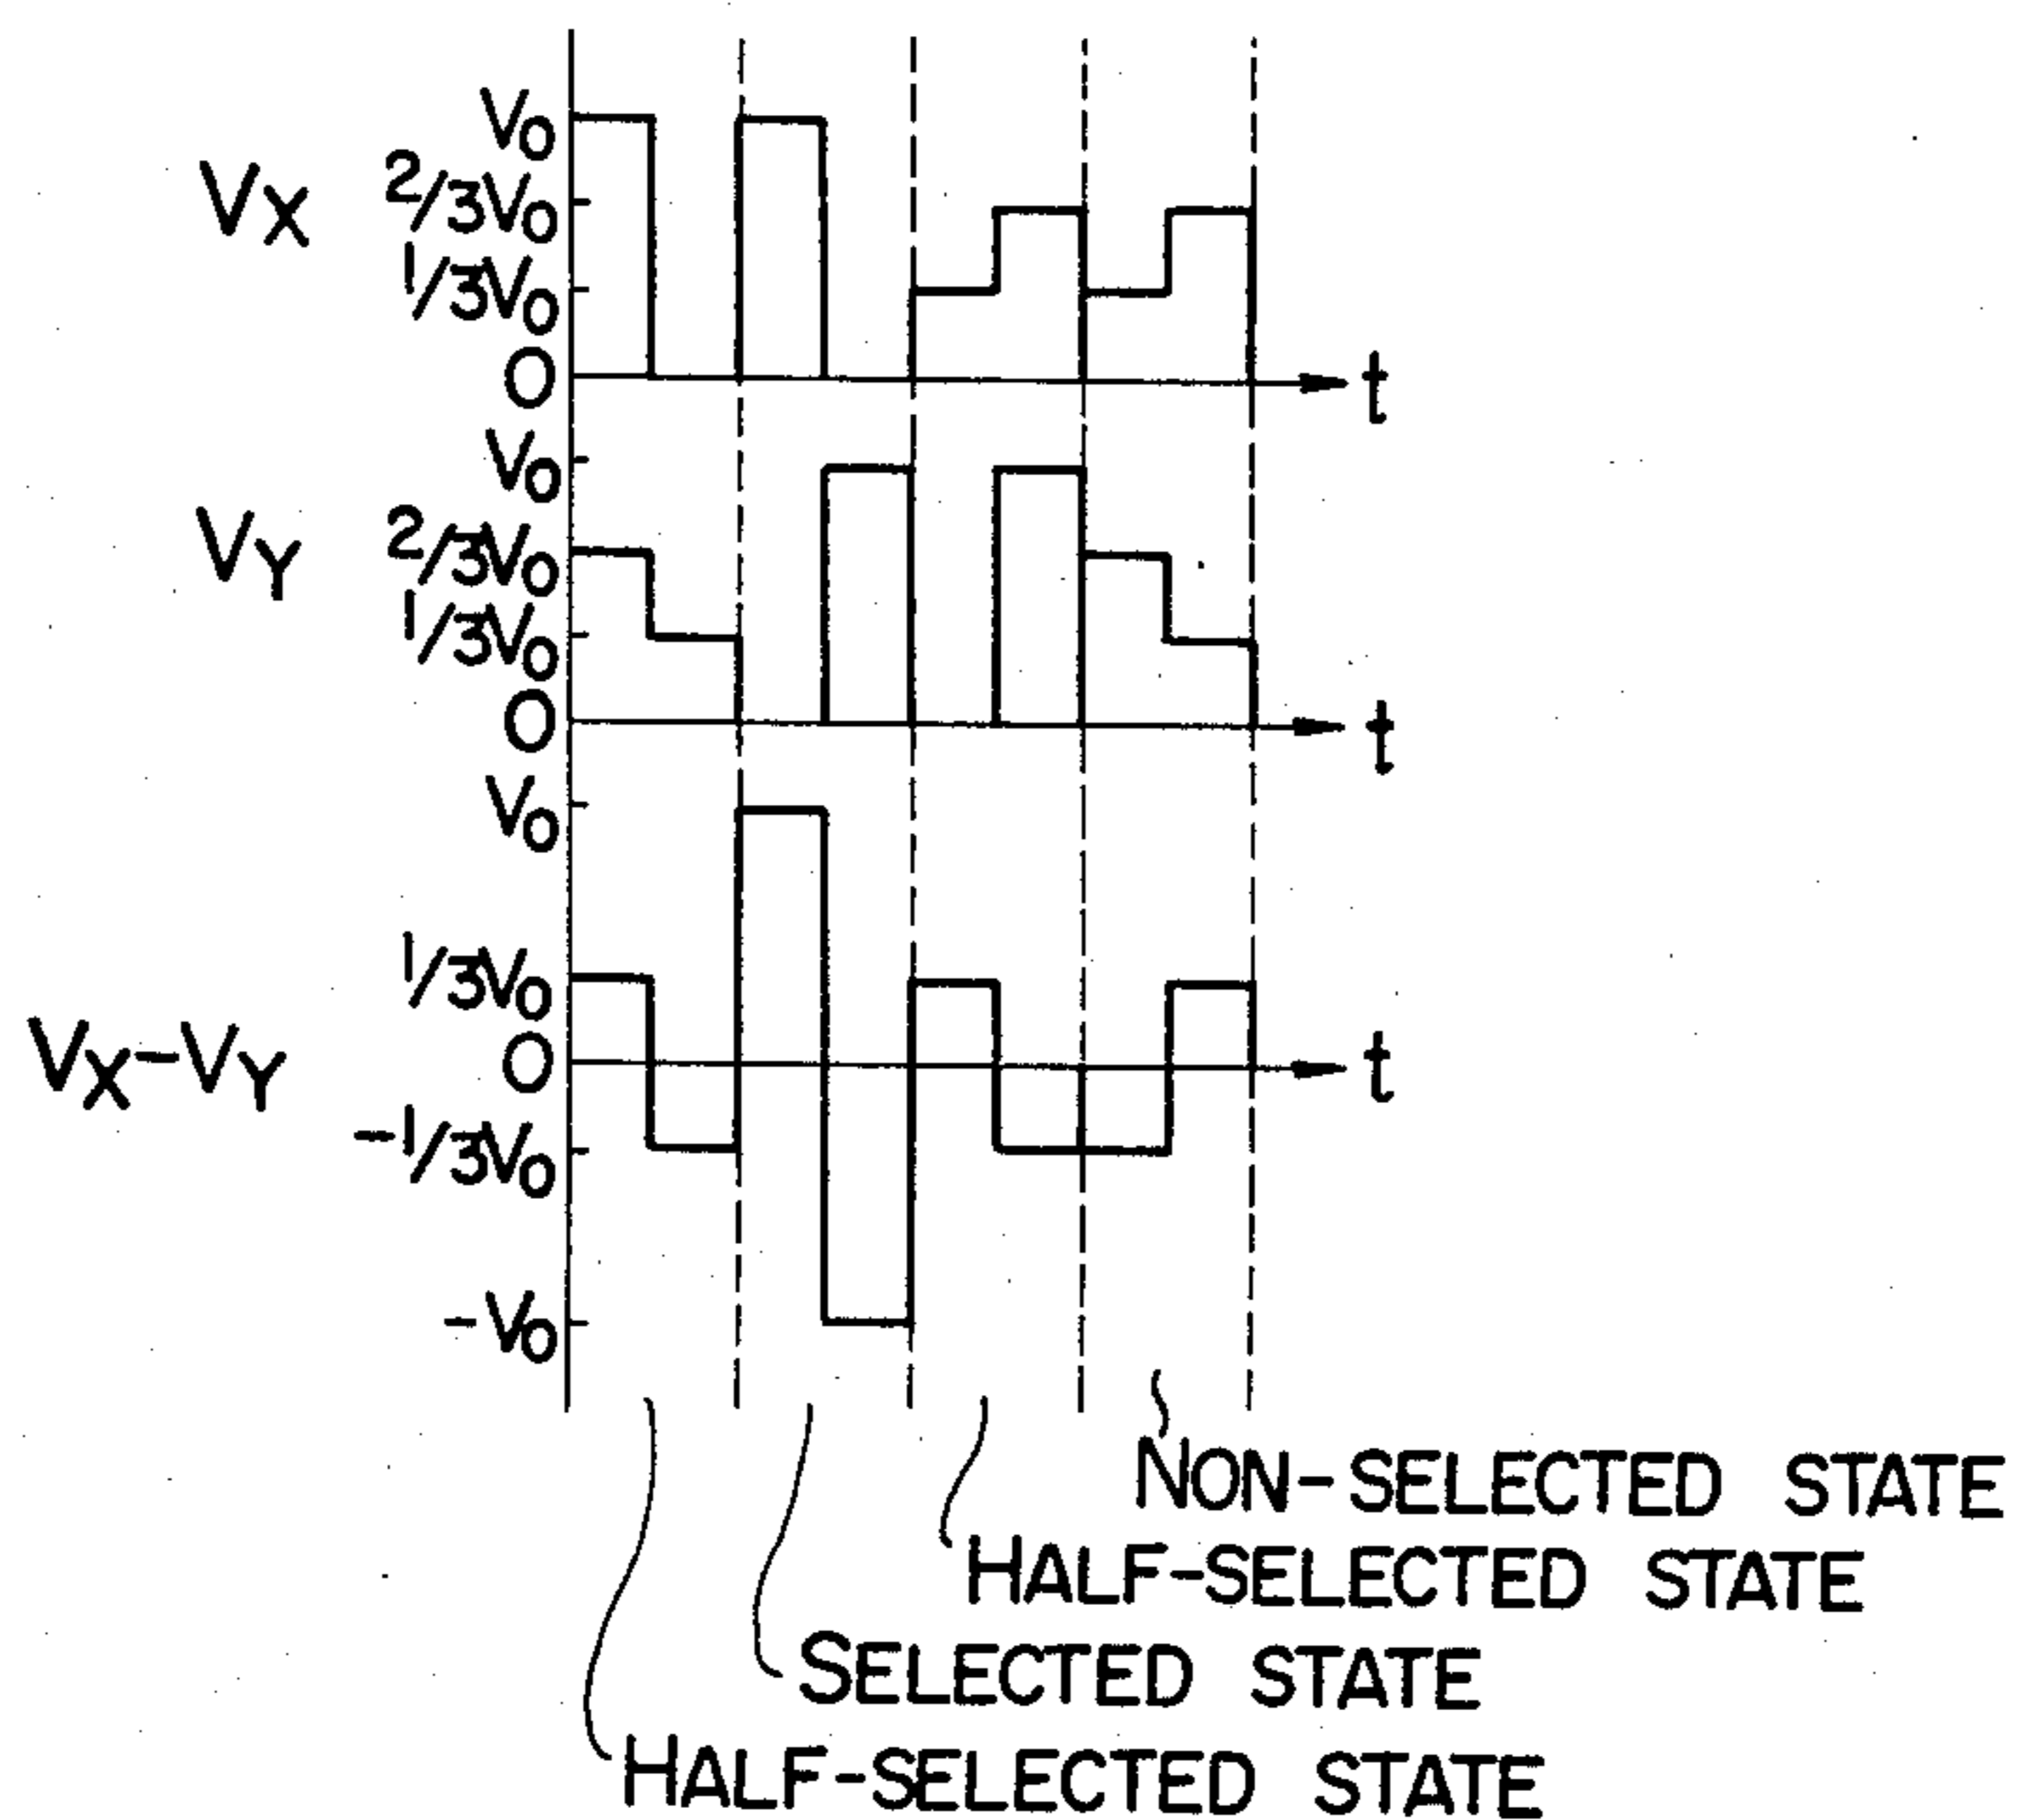 V0
VX 2/3V0
1/3V0
0
t
V0
VY 2/3V0
1/3V0
0
t
V0
1/3V0
VX-VY 0
t
-1/3V0
-V0
NON-SELECTED STATE
HALF-SELECTED STATE
SELECTED STATE
HALF-SELECTED STATE